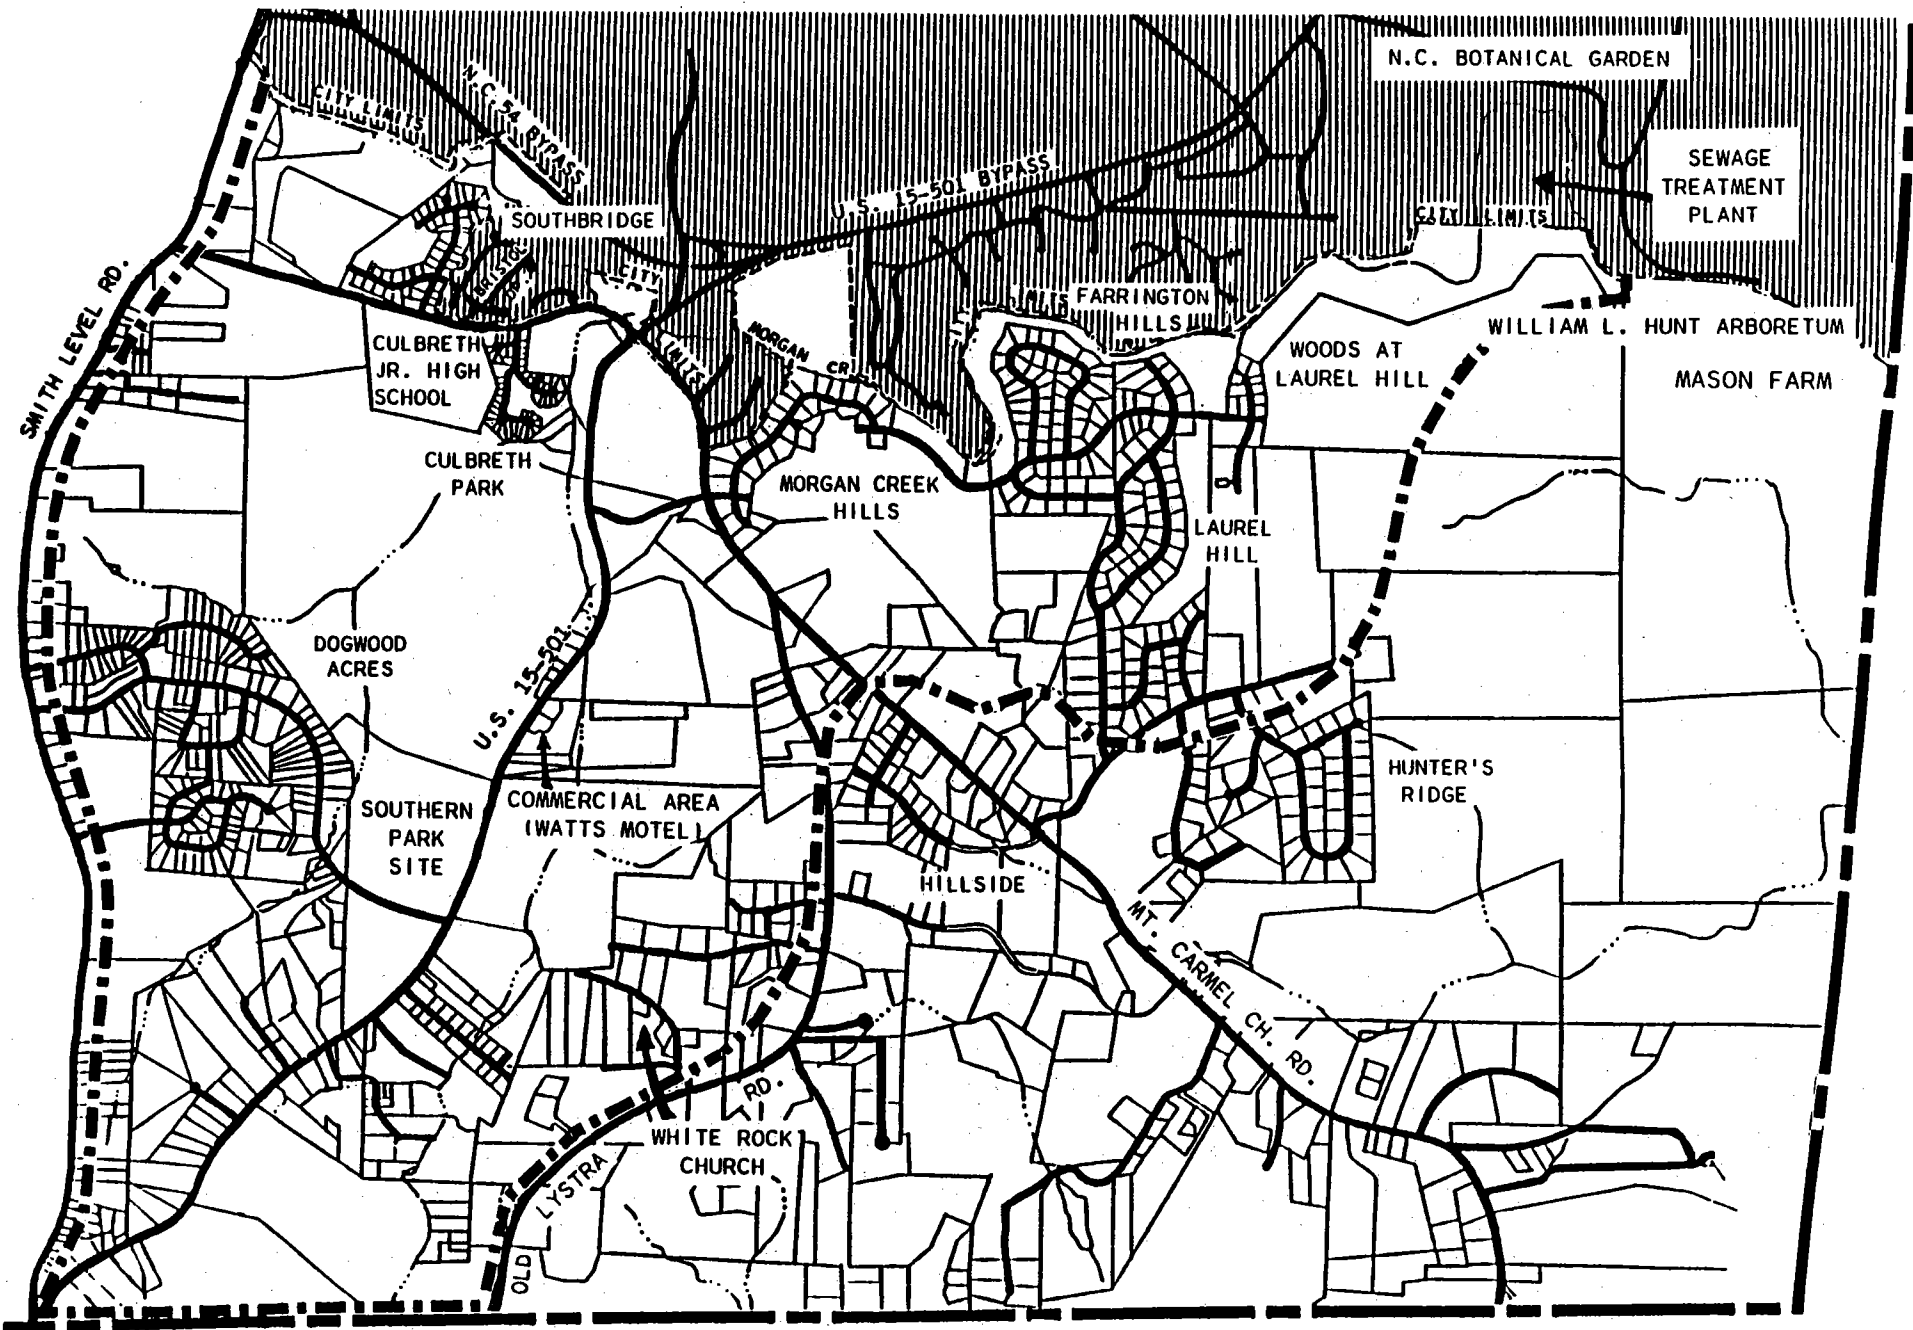 N.C. BOTANICAL GARDEN
N.C. 54 BYPASS
CITY LIMITS
SEWAGE
TREATMENT
PLANT
U.S. 15-501 BYPASS
CITY LIMITS
SOUTHBRIDGE
SMITH LEVEL RD.
BRISTOL
CITY
LIMITS
FARRINGTON
HILLS
WILLIAM L. HUNT ARBORETUM
CULBRETH
JR. HIGH
SCHOOL
MORGAN
CR
WOODS AT
LAUREL HILL
MASON FARM
CULBRETH
PARK
MORGAN CREEK
HILLS
LAUREL
HILL
DOGWOOD
ACRES
U.S. 15-501
HUNTER'S
RIDGE
SOUTHERN
PARK
SITE
COMMERCIAL AREA
(WATTS MOTEL)
HILLSIDE
MT. CARMEL CH. RD.
WHITE ROCK
CHURCH
OLD LYSTRA RD.